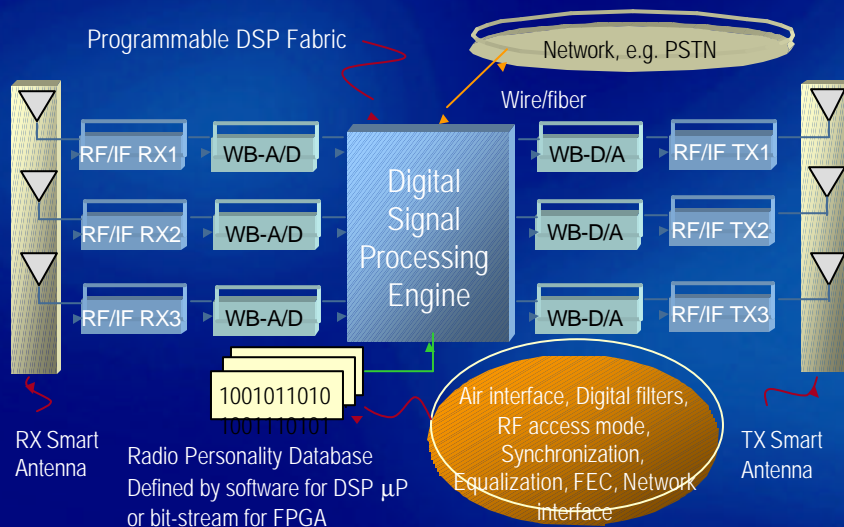 Programmable DSP Fabric
Network, e.g. PSTN
Wire/fiber
RF/IF RX1
WB-A/D
WB-D/A
RF/IF TX1
Digital
Signal
Processing
Engine
RF/IF RX2
WB-A/D
WB-D/A
RF/IF TX2
RF/IF RX3
WB-A/D
WB-D/A
RF/IF TX3
1001011010
1001110101
Air interface, Digital filters,
RF access mode,
Synchronization,
Equalization, FEC, Network
interface
RX Smart
Antenna
Radio Personality Database
Defined by software for DSP μP
or bit-stream for FPGA
TX Smart
Antenna